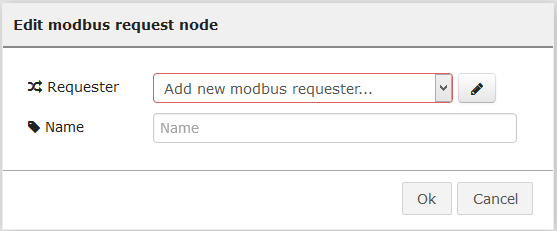 Edit modbus request node
Requester
Add new modbus requester...
Name
Name
Ok
Cancel